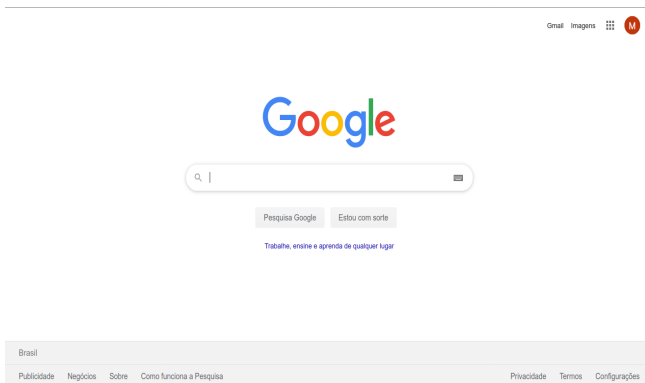 Gmail Imagens M
Google
Pesquisa Google Estou com sorte
Trabalhe, ensine e aprenda de qualquer lugar
Brasil
Publicidade Negócios Sobre Como funciona a Pesquisa Privacidade Termos Configurações